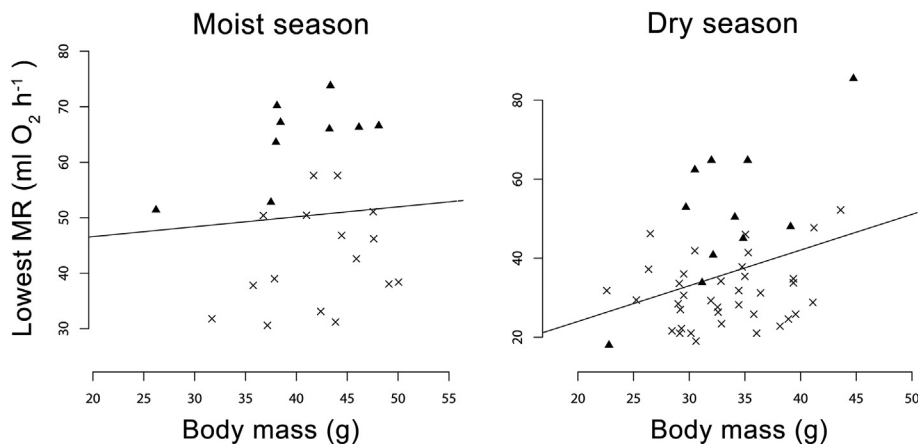 Moist season
Dry season
Lowest MR (ml O₂ h⁻¹)
80
70
60
50
40
30
20 25 30 35 40 45 50 55
Body mass (g)
80
60
40
20
20 25 30 35 40 45 50
Body mass (g)